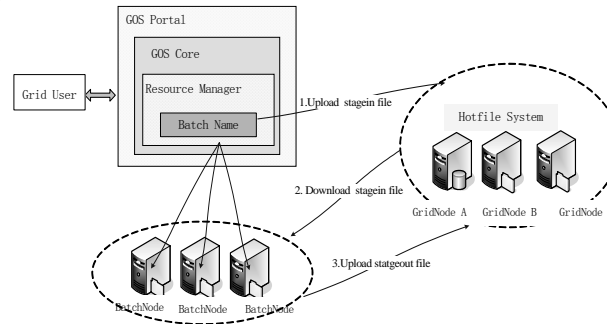 GOS Portal
GOS Core
Resource Manager
Batch Name
Grid User
1.Upload stagein file
Hotfile System
GridNode A
GridNode B
GridNode
2. Download stagein file
3.Upload statgeout file
BatchNode
BatchNode
BatchNode